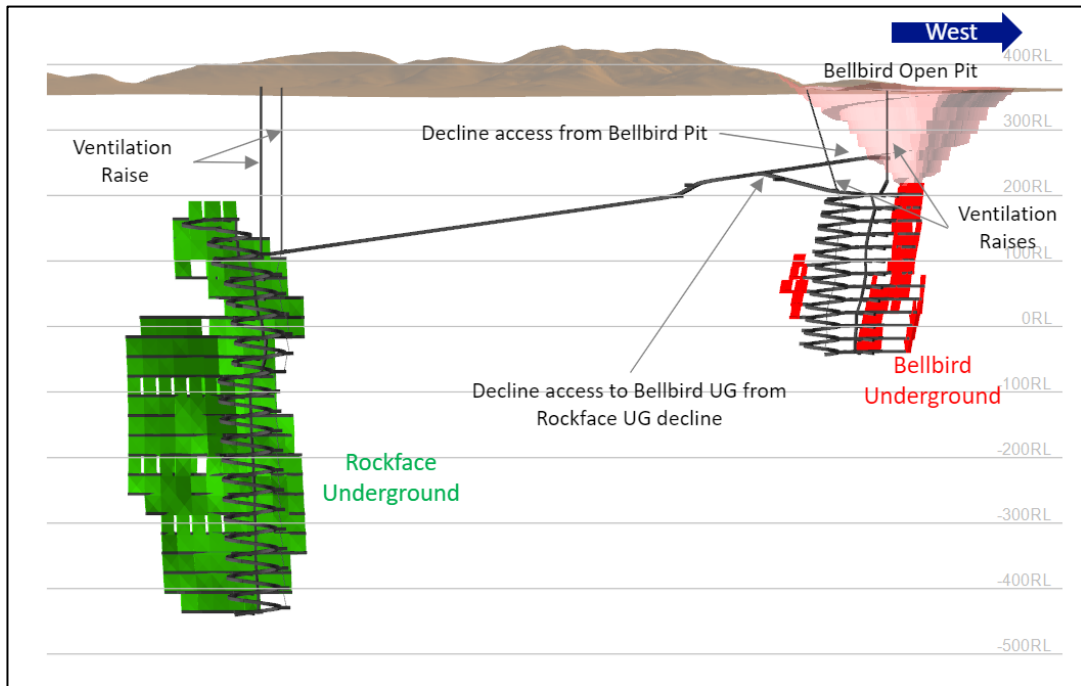 West
400RL
Bellbird Open Pit
300RL
Decline access from Bellbird Pit
Ventilation
Raise
200RL
Ventilation
Raises
100RL
0RL
Bellbird
Underground
Decline access to Bellbird UG from
Rockface UG decline
-100RL
-200RL
Rockface
Underground
-300RL
-400RL
-500RL